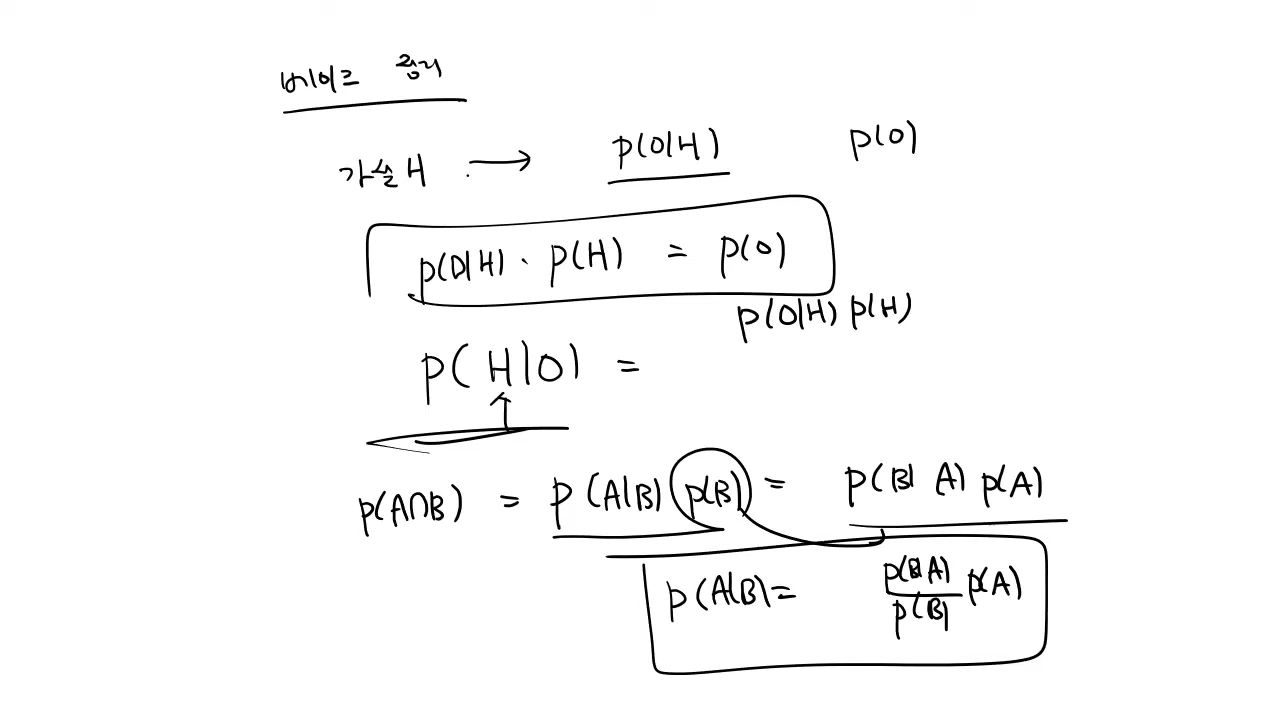 베이즈 정리
가설 H → p(O|H) p(O)
p(O|H) · p(H) = p(O)
p(O|H) p(H)
p(H|O) =
p(A∩B) = p(A|B) p(B) = p(B|A) p(A)
p(A|B) = p(B|A)/p(B) p(A)